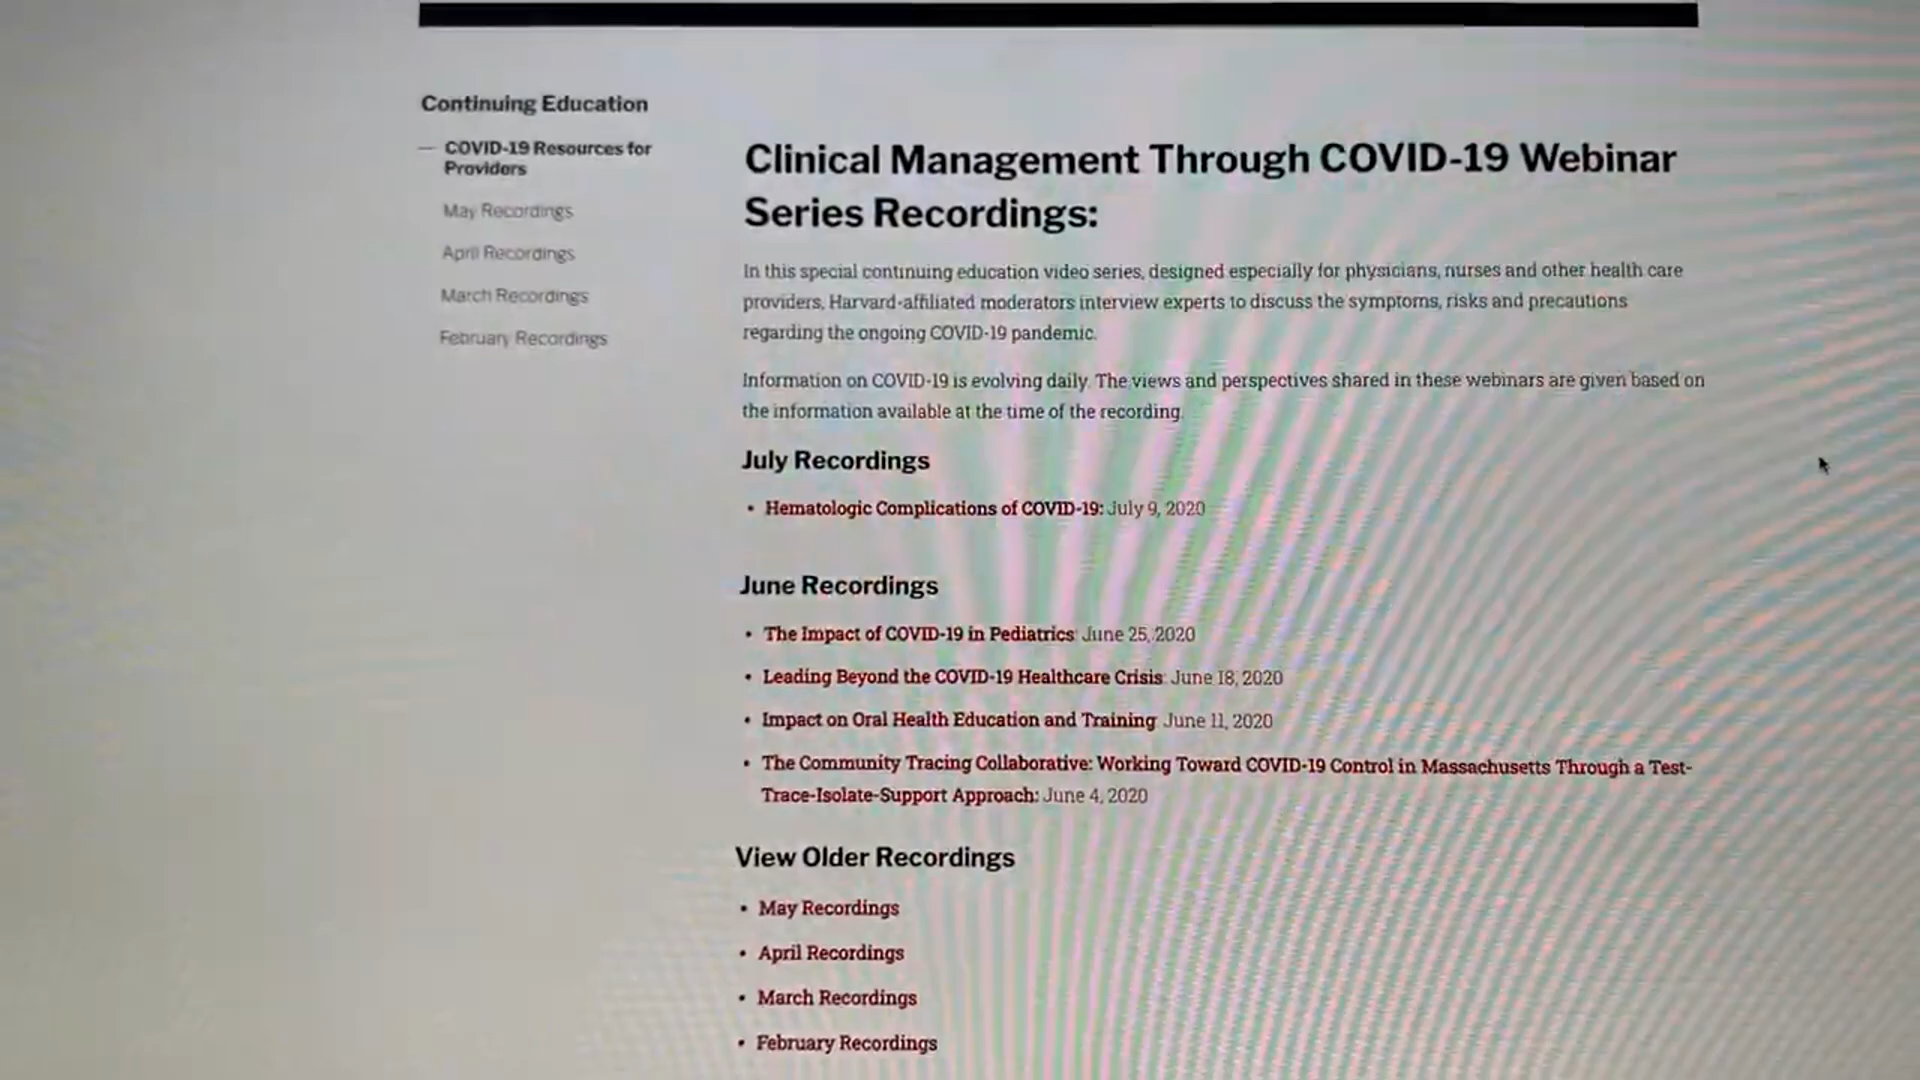 Continuing Education
— COVID-19 Resources for
Providers
May Recordings
April Recordings
March Recordings
February Recordings
Clinical Management Through COVID-19 Webinar
Series Recordings:
In this special continuing education video series, designed especially for physicians, nurses and other health care
providers, Harvard-affiliated moderators interview experts to discuss the symptoms, risks and precautions
regarding the ongoing COVID-19 pandemic.
Information on COVID-19 is evolving daily. The views and perspectives shared in these webinars are given based on
the information available at the time of the recording.
July Recordings
• Hematologic Complications of COVID-19: July 9, 2020
June Recordings
• The Impact of COVID-19 in Pediatrics: June 25, 2020
• Leading Beyond the COVID-19 Healthcare Crisis: June 18, 2020
• Impact on Oral Health Education and Training: June 11, 2020
• The Community Tracing Collaborative: Working Toward COVID-19 Control in Massachusetts Through a Test-
Trace-Isolate-Support Approach: June 4, 2020
View Older Recordings
• May Recordings
• April Recordings
• March Recordings
• February Recordings